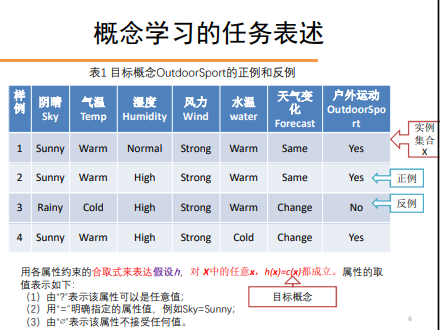 概念学习的任务表述
表1 目标概念OutdoorSport的正例和反例
样例 阴晴 Sky 气温 Temp 湿度 Humidity 风力 Wind 水温 water 天气变化 Forecast 户外运动 OutdoorSport
1 Sunny Warm Normal Strong Warm Same Yes
2 Sunny Warm High Strong Warm Same Yes
3 Rainy Cold High Strong Warm Change No
4 Sunny Warm High Strong Cold Change Yes
实例
集合
X
正例
反例
用各属性约束的合取式来表达假设h, 对 X中的任意x, h(x)=c(x)都成立。属性的取
值表示如下:
(1) 由“?”表示该属性可以是任意值;
(2) 用“=”明确指定的属性值, 例如Sky=Sunny;
(3) 由“∅”表示该属性不接受任何值。
目标概念
6